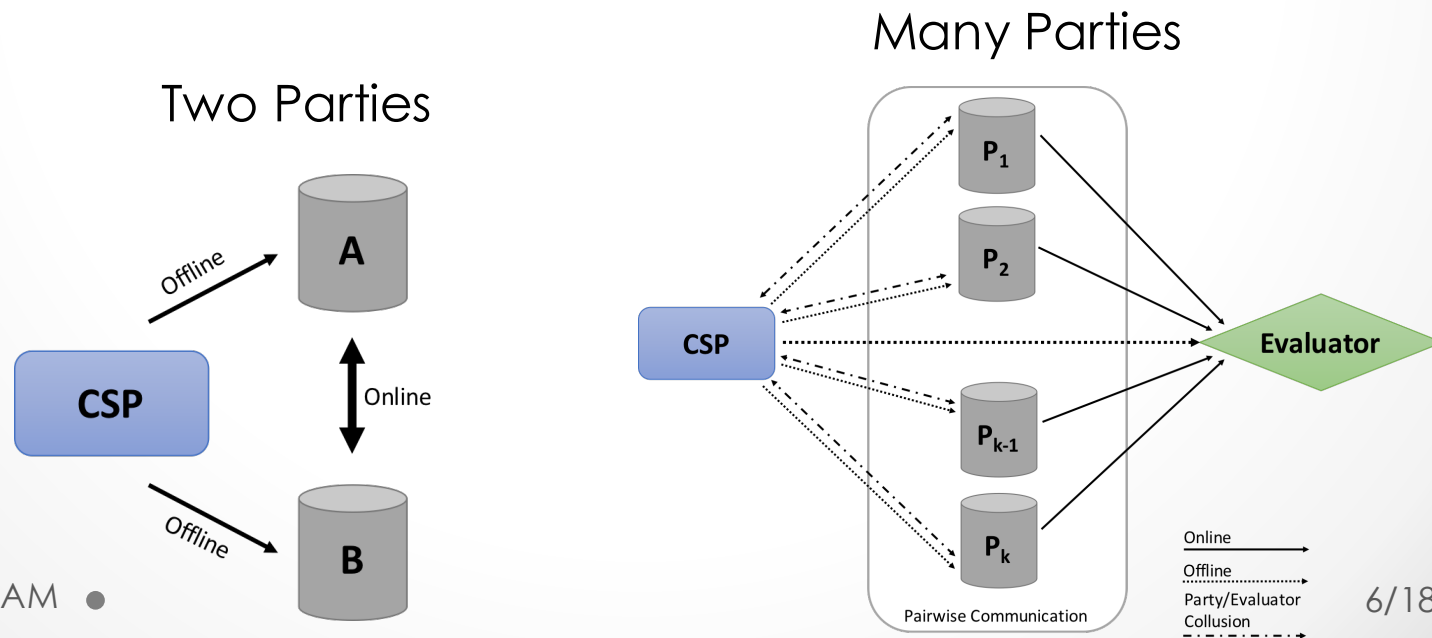 Two Parties
Offline
A
CSP
Online
Offline
B
AM
Many Parties
P1
P2
CSP
Evaluator
Pk-1
Pk
Pairwise Communication
Online
Offline
Party/Evaluator
Collusion
6/18